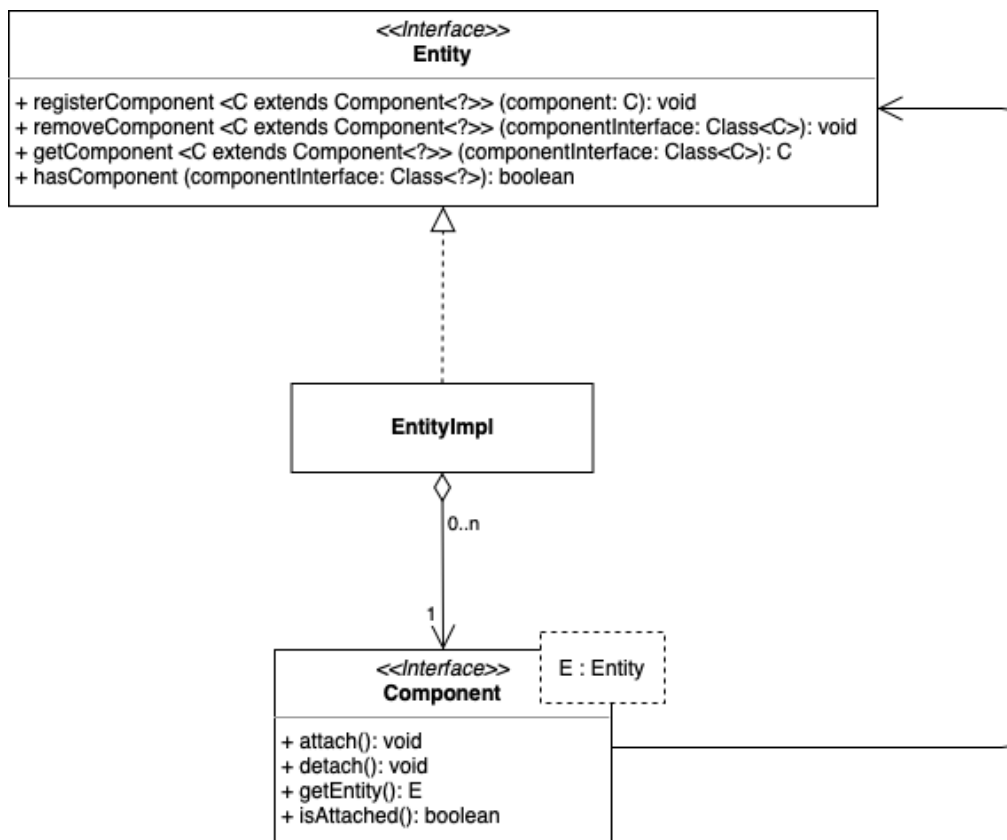 <<Interface>>
Entity
+ registerComponent <C extends Component<?>> (component: C): void
+ removeComponent <C extends Component<?>> (componentInterface: Class<C>): void
+ getComponent <C extends Component<?>> (componentInterface: Class<C>): C
+ hasComponent (componentInterface: Class<?>): boolean
EntityImpl
0..n
1
<<Interface>>
Component
E : Entity
+ attach(): void
+ detach(): void
+ getEntity(): E
+ isAttached(): boolean